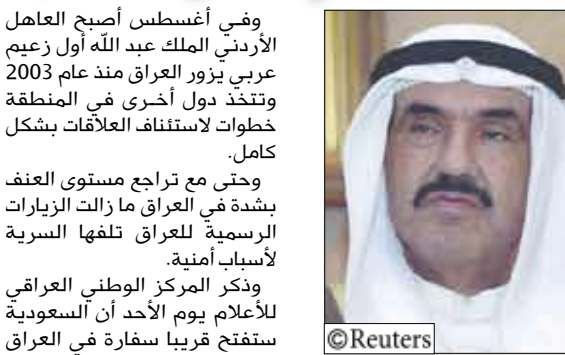 وفـي أغسطس أصبح العاهل
الأردني الملك عبد الله أول زعيم
عربي يزور العراق منذ عام 2003
وتتخذ دول أخـرى في المنطقة
خطوات لاستئناف العلاقات بشكل
كامل.
وحتى مع تراجع مستوى العنف
بشدة في العراق ما زالت الزيارات
الرسمية للعراق تلفها السرية
لأسباب أمنية.
وذكر المركز الوطني العراقي
للأعلام يوم الأحد أن السعودية
ستفتح قريبا سفارة في العراق
©Reuters